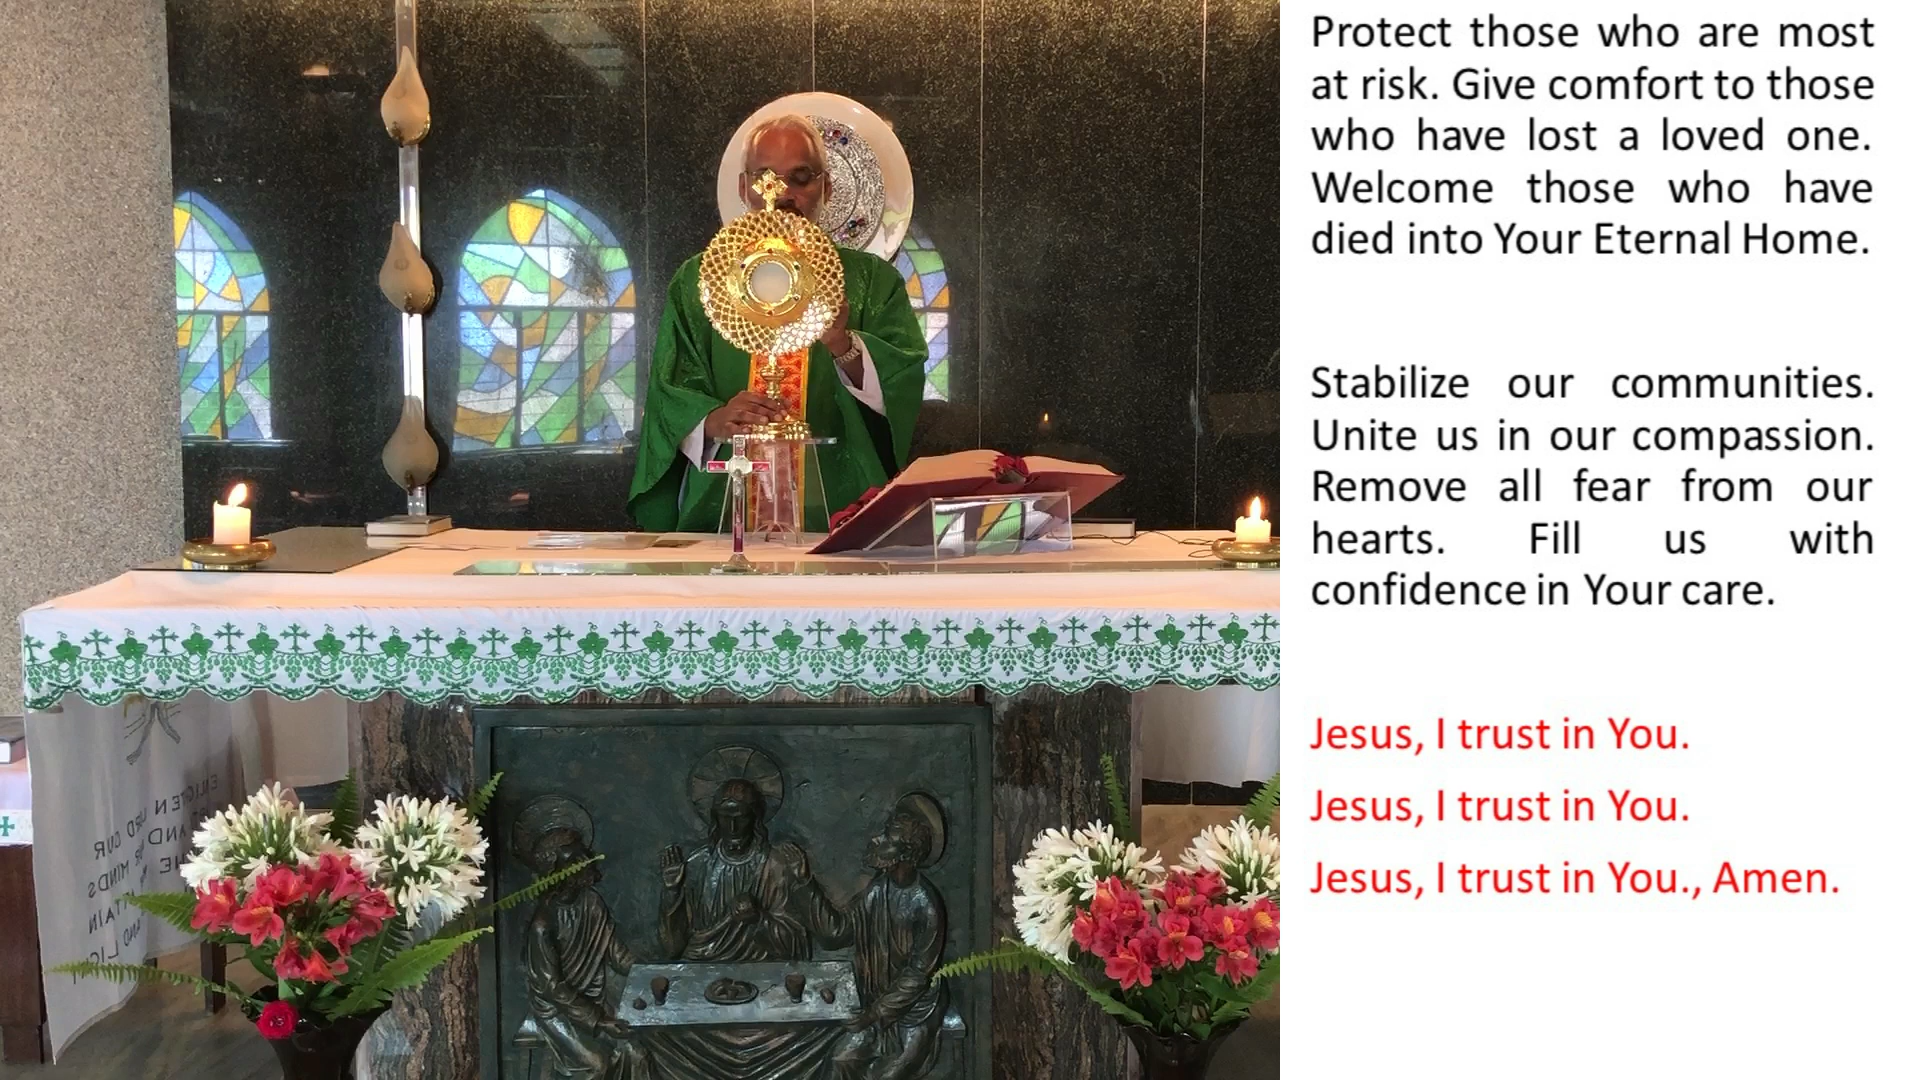 Protect those who are most
at risk. Give comfort to those
who have lost a loved one.
Welcome those who have
died into Your Eternal Home.
Stabilize our communities.
Unite us in our compassion.
Remove all fear from our
hearts. Fill us with
confidence in Your care.
Jesus, I trust in You.
Jesus, I trust in You.
Jesus, I trust in You., Amen.